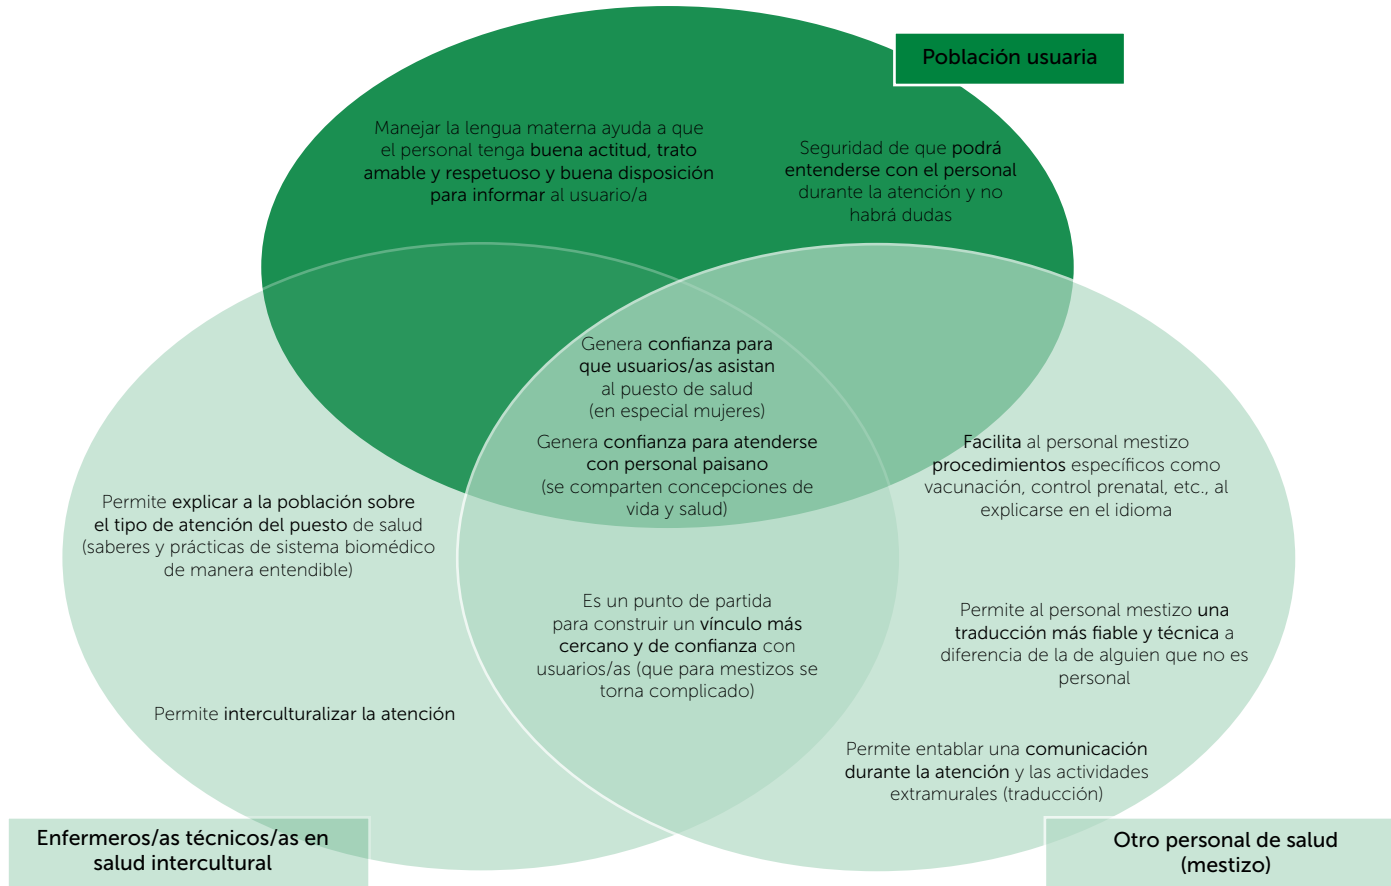 Población usuaria
Manejar la lengua materna ayuda a que
el personal tenga buena actitud, trato
amable y respetuoso y buena disposición
para informar al usuario/a
Seguridad de que podrá
entenderse con el personal
durante la atención y no
habrá dudas
Genera confianza para
que usuarios/as asistan
al puesto de salud
(en especial mujeres)
Genera confianza para atenderse
con personal paisano
(se comparten concepciones de
vida y salud)
Facilita al personal mestizo
procedimientos específicos como
vacunación, control prenatal, etc., al
explicarse en el idioma
Permite explicar a la población sobre
el tipo de atención del puesto de salud
(saberes y prácticas de sistema biomédico
de manera entendible)
Es un punto de partida
para construir un vínculo más
cercano y de confianza con
usuarios/as (que para mestizos se
torna complicado)
Permite al personal mestizo una
traducción más fiable y técnica a
diferencia de la de alguien que no es
personal
Permite interculturalizar la atención
Permite entablar una comunicación
durante la atención y las actividades
extramurales (traducción)
Enfermeros/as técnicos/as en
salud intercultural
Otro personal de salud
(mestizo)